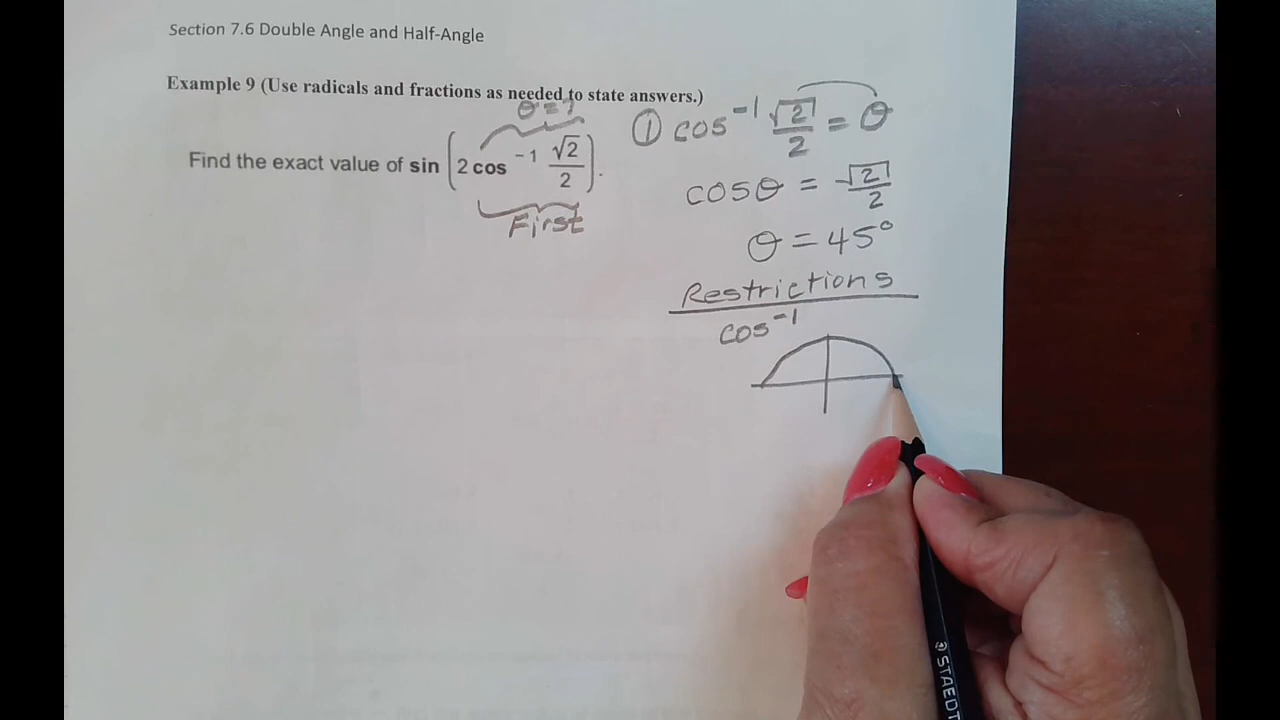 Section 7.6 Double Angle and Half-Angle
Example 9 (Use radicals and fractions as needed to state answers.)
θ = ?
Find the exact value of sin (2 cos⁻¹ √2/2).
First
① cos⁻¹ √2/2 = θ
cosθ = √2/2
θ = 45°
Restrictions
cos⁻¹
STAEDT